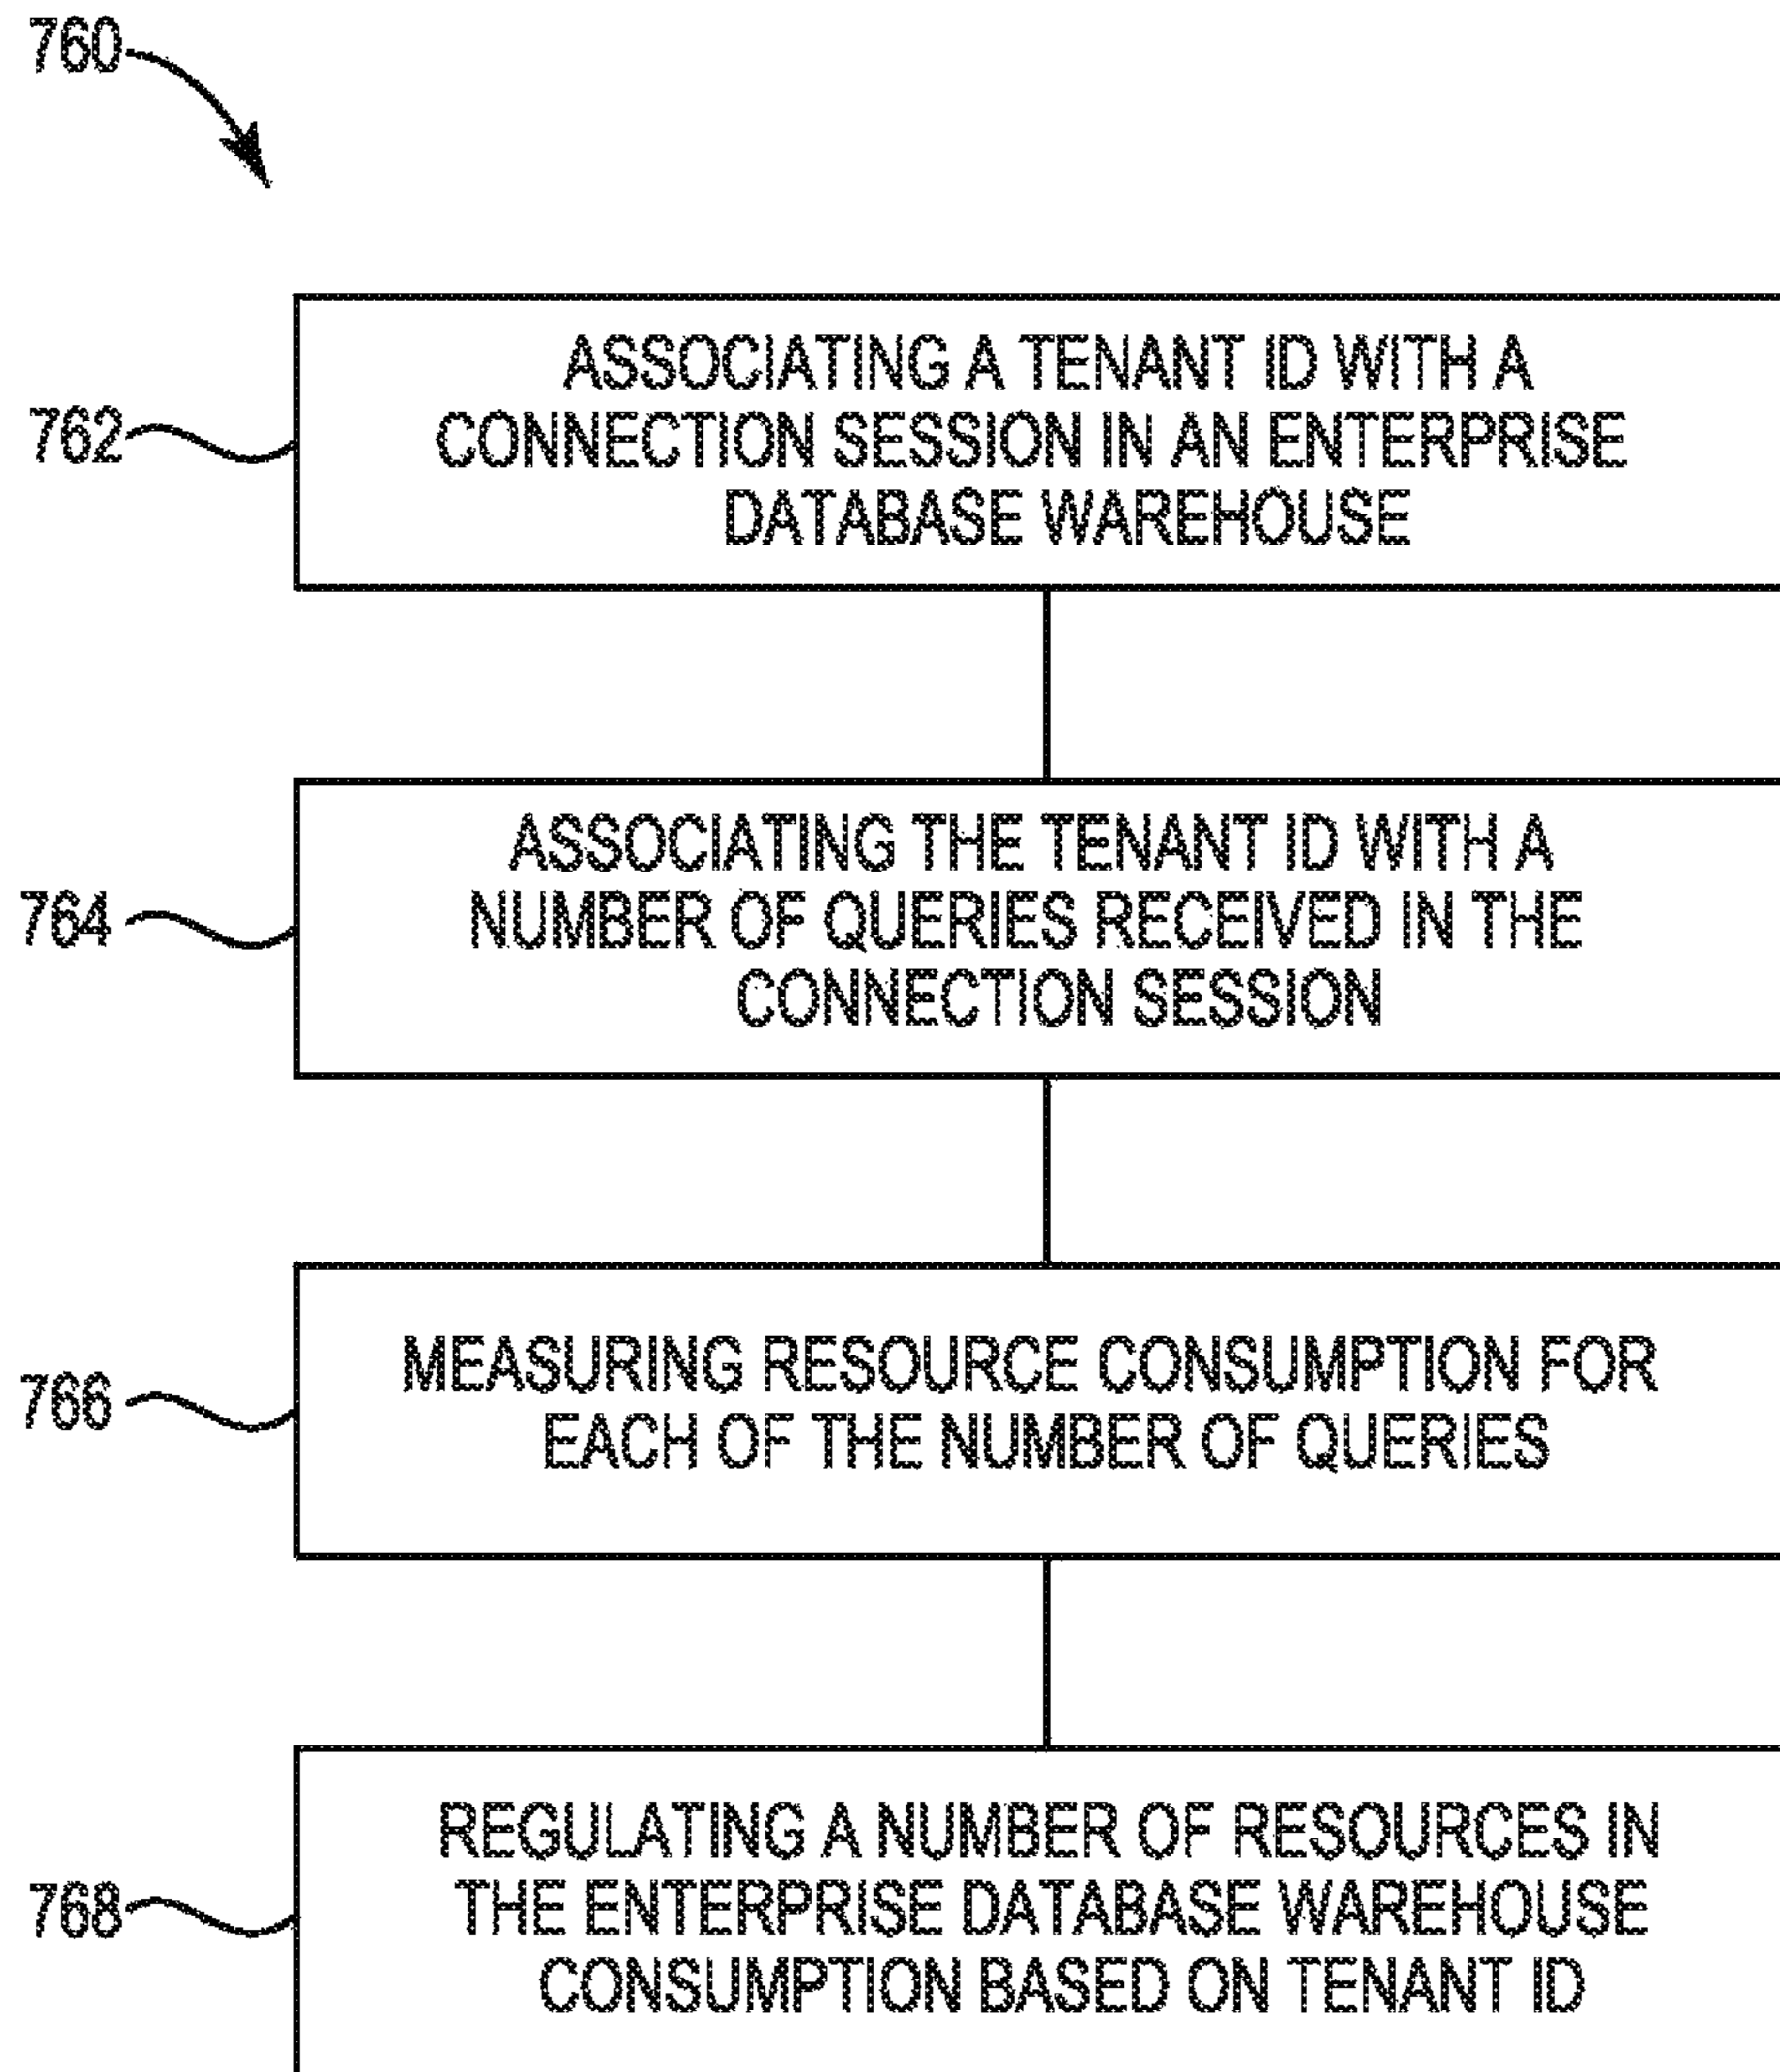 760
762
ASSOCIATING A TENANT ID WITH A
CONNECTION SESSION IN AN ENTERPRISE
DATABASE WAREHOUSE
764
ASSOCIATING THE TENANT ID WITH A
NUMBER OF QUERIES RECEIVED IN THE
CONNECTION SESSION
766
MEASURING RESOURCE CONSUMPTION FOR
EACH OF THE NUMBER OF QUERIES
768
REGULATING A NUMBER OF RESOURCES IN
THE ENTERPRISE DATABASE WAREHOUSE
CONSUMPTION BASED ON TENANT ID